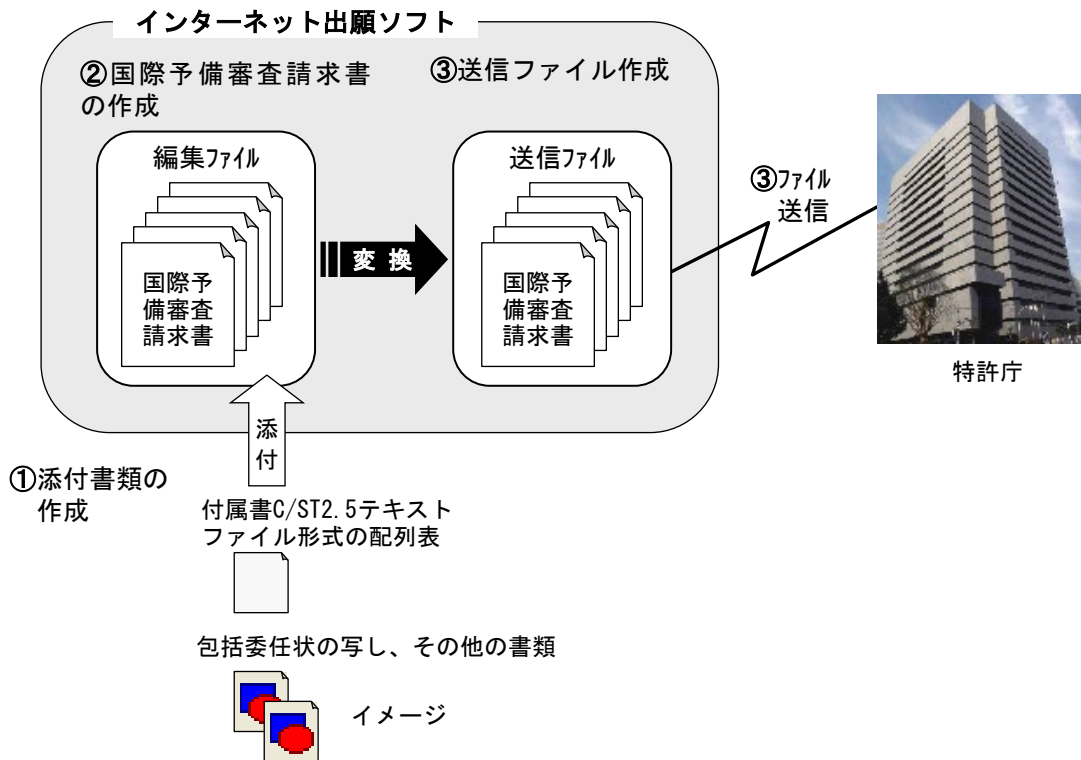 インターネット出願ソフト
②国際予備審査請求書
の作成
③送信ファイル作成
編集ファイル
国際予
備審査
請求書
変換
送信ファイル
国際予
備審査
請求書
③ファイル
送信
特許庁
添
付
①添付書類の
作成
付属書C/ST2.5テキスト
ファイル形式の配列表
包括委任状の写し、その他の書類
イメージ